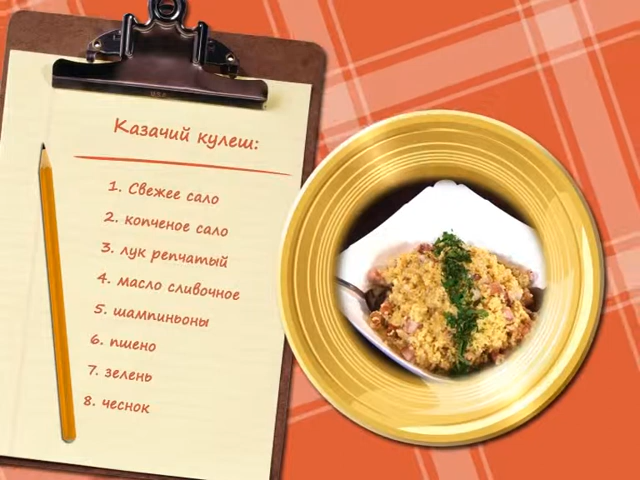 Казачий кулеш:
1. Свежее сало
2. копченое сало
3. лук репчатый
4. масло сливочное
5. шампиньоны
6. пшено
7. зелень
8. чеснок